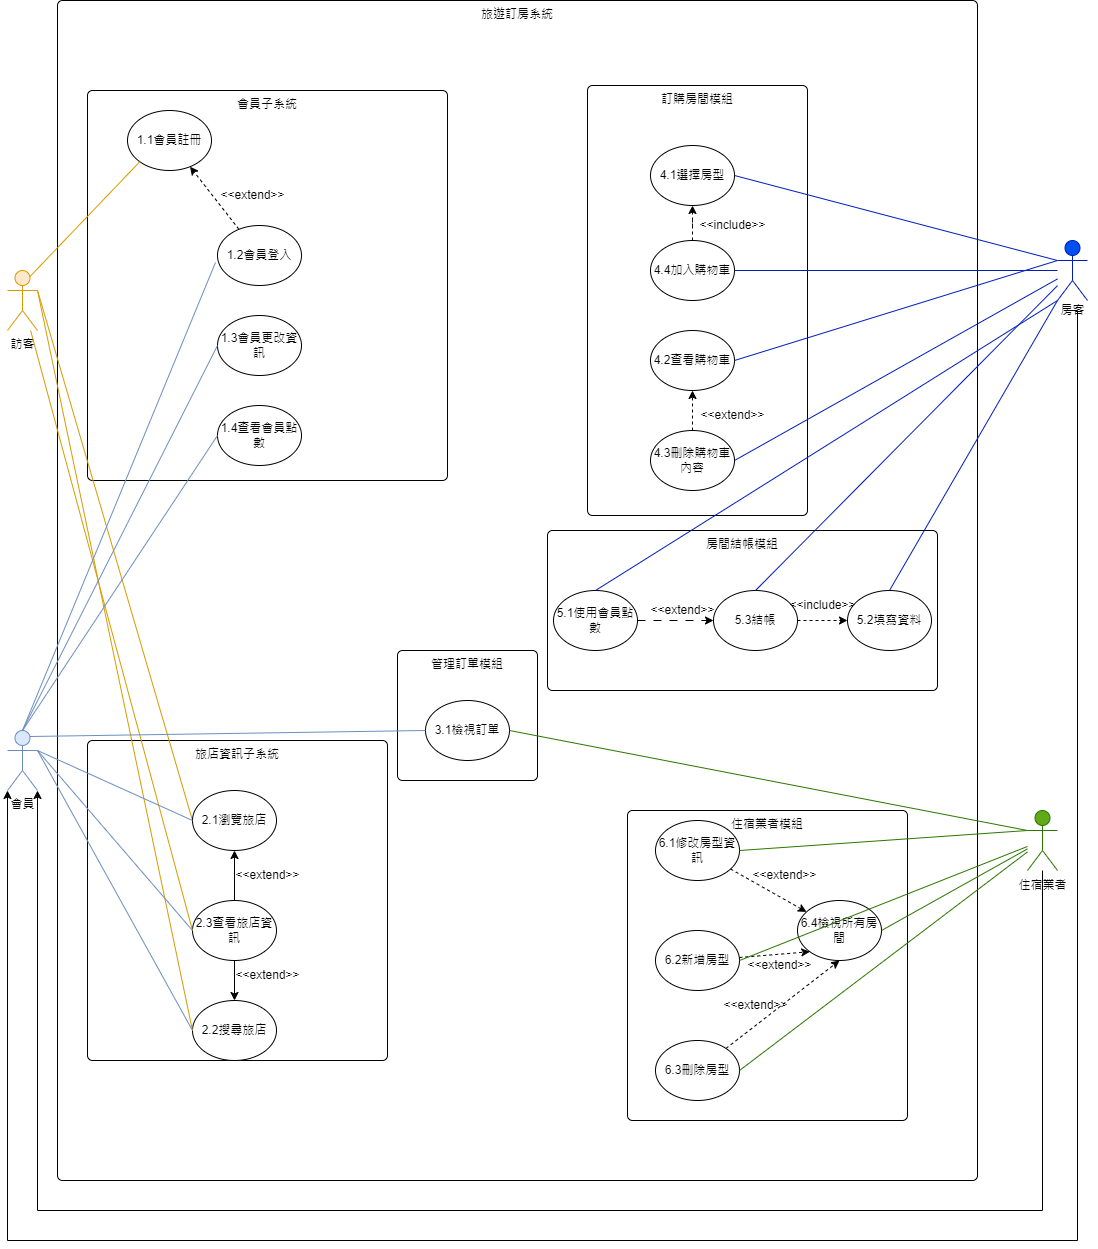 旅遊訂房系統
會員子系統
1.1會員註冊
<<extend>>
1.2會員登入
1.3會員更改資
訊
1.4查看會員點
數
訪客
訂購房間模組
4.1選擇房型
<<include>>
4.4加入購物車
4.2查看購物車
<<extend>>
4.3刪除購物車
內容
房客
房間結帳模組
5.1使用會員點
數
<<extend>>
5.3結帳
<<include>>
5.2填寫資料
管理訂單模組
3.1檢視訂單
會員
旅店資訊子系統
2.1瀏覽旅店
<<extend>>
2.3查看旅店資
訊
<<extend>>
2.2搜尋旅店
住宿業者模組
6.1修改房型資
訊
<<extend>>
6.4檢視所有房
間
6.2新增房型
<<extend>>
<<extend>>
6.3刪除房型
住宿業者